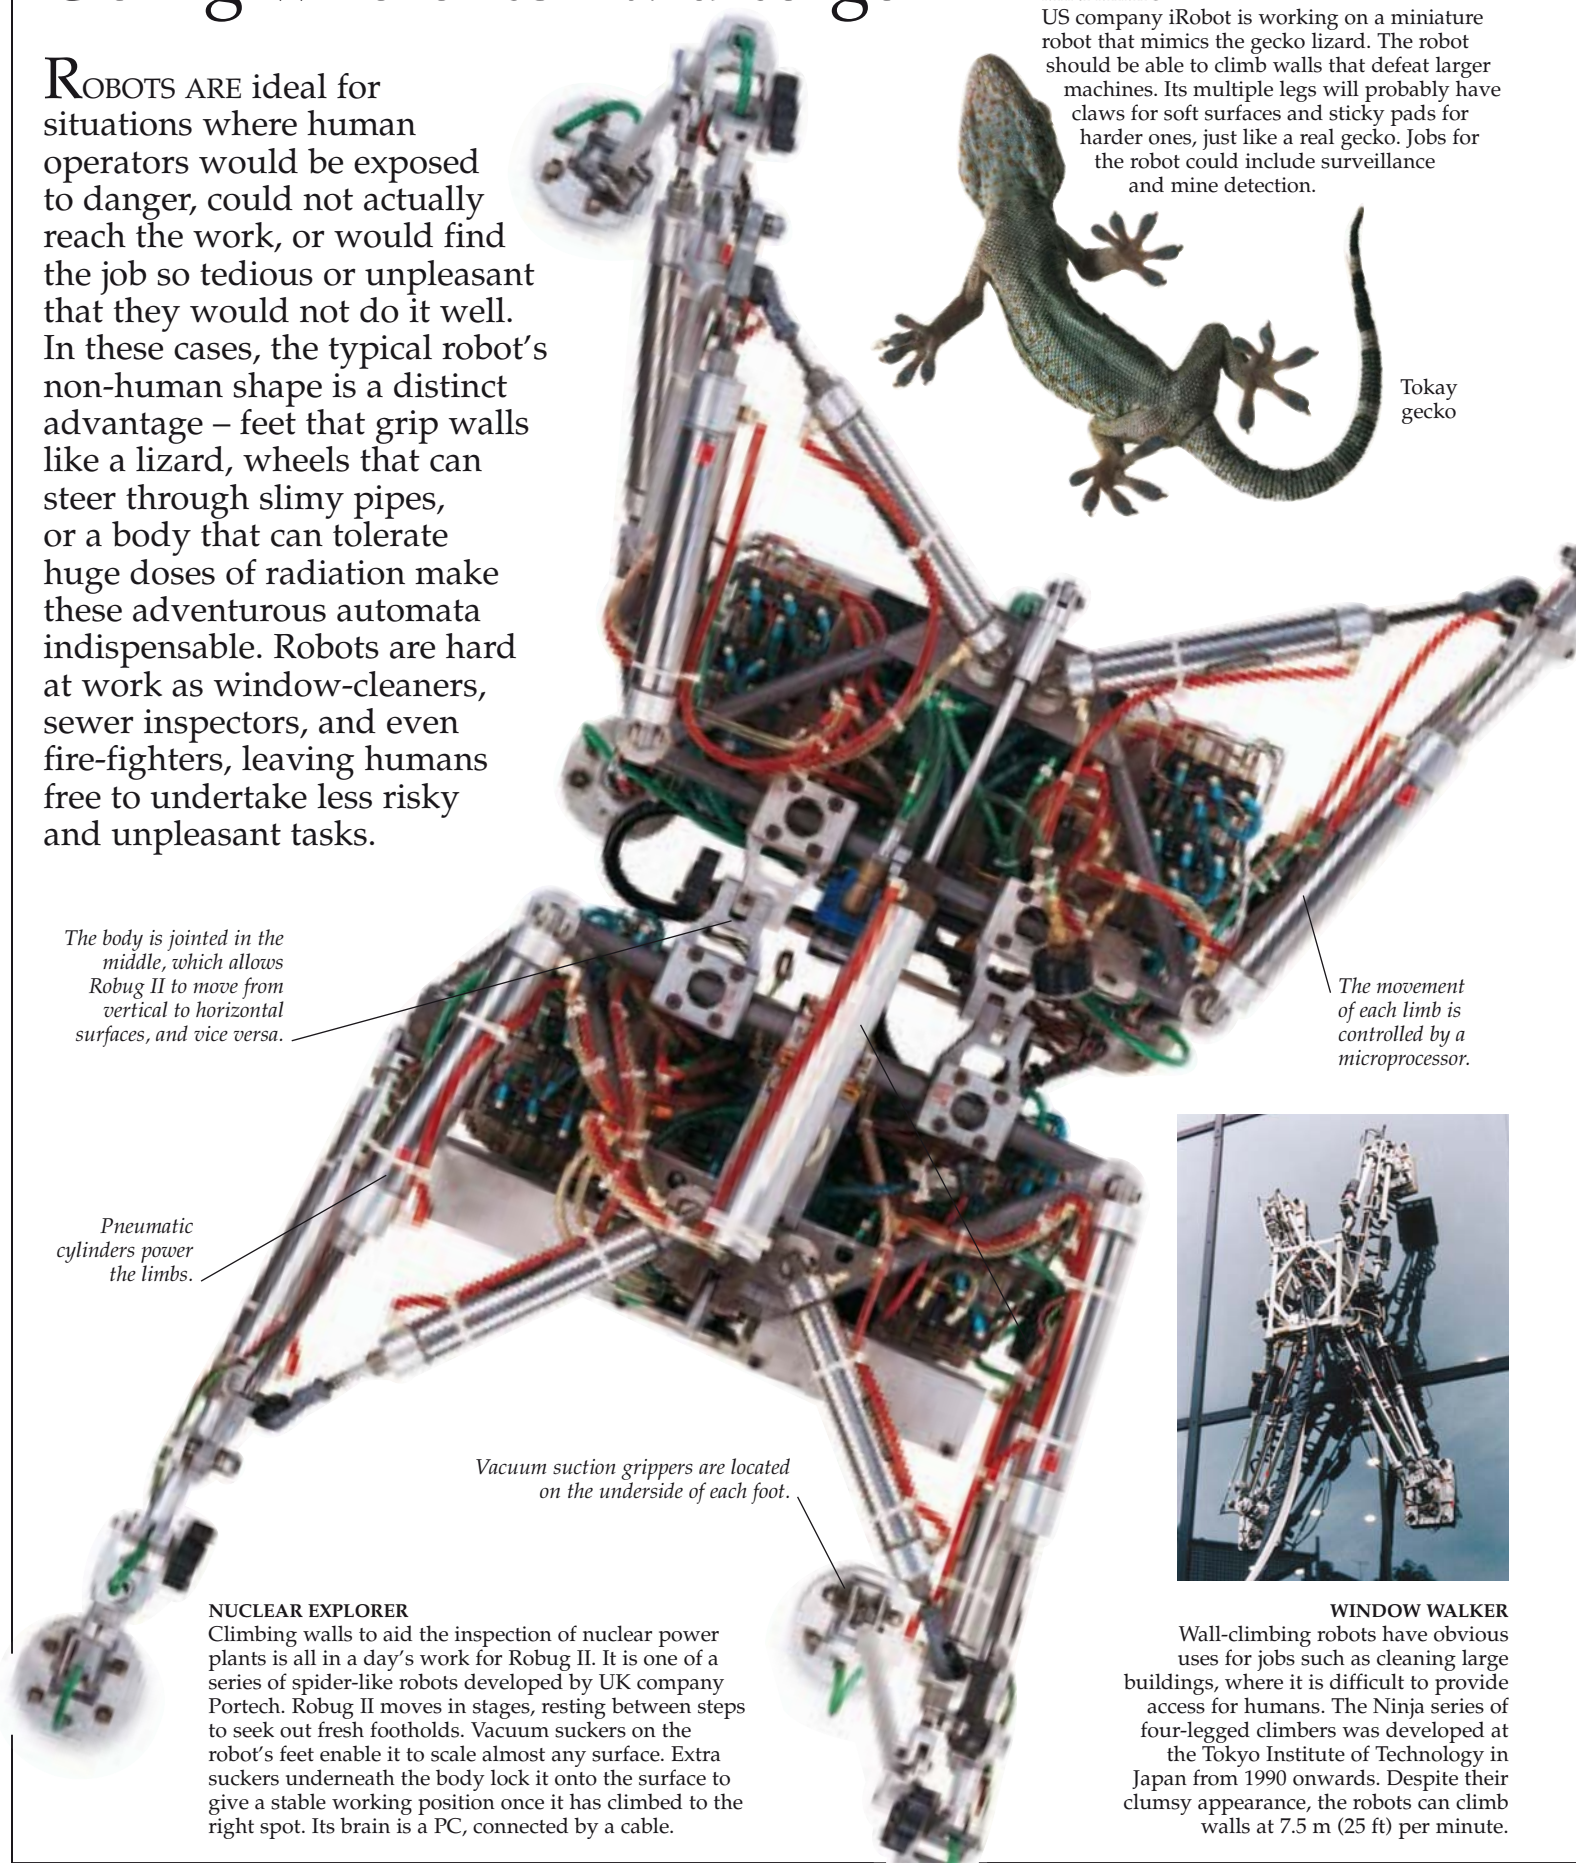 ROBOTS ARE ideal for
situations where human
operators would be exposed
to danger, could not actually
reach the work, or would find
the job so tedious or unpleasant
that they would not do it well.
In these cases, the typical robot’s
non-human shape is a distinct
advantage – feet that grip walls
like a lizard, wheels that can
steer through slimy pipes,
or a body that can tolerate
huge doses of radiation make
these adventurous automata
indispensable. Robots are hard
at work as window-cleaners,
sewer inspectors, and even
fire-fighters, leaving humans
free to undertake less risky
and unpleasant tasks.
US company iRobot is working on a miniature
robot that mimics the gecko lizard. The robot
should be able to climb walls that defeat larger
machines. Its multiple legs will probably have
claws for soft surfaces and sticky pads for
harder ones, just like a real gecko. Jobs for
the robot could include surveillance
and mine detection.
Tokay
gecko
The body is jointed in the
middle, which allows
Robug II to move from
vertical to horizontal
surfaces, and vice versa.
The movement
of each limb is
controlled by a
microprocessor.
Pneumatic
cylinders power
the limbs.
Vacuum suction grippers are located
on the underside of each foot.
NUCLEAR EXPLORER
Climbing walls to aid the inspection of nuclear power
plants is all in a day’s work for Robug II. It is one of a
series of spider-like robots developed by UK company
Portech. Robug II moves in stages, resting between steps
to seek out fresh footholds. Vacuum suckers on the
robot’s feet enable it to scale almost any surface. Extra
suckers underneath the body lock it onto the surface to
give a stable working position once it has climbed to the
right spot. Its brain is a PC, connected by a cable.
WINDOW WALKER
Wall-climbing robots have obvious
uses for jobs such as cleaning large
buildings, where it is difficult to provide
access for humans. The Ninja series of
four-legged climbers was developed at
the Tokyo Institute of Technology in
Japan from 1990 onwards. Despite their
clumsy appearance, the robots can climb
walls at 7.5 m (25 ft) per minute.